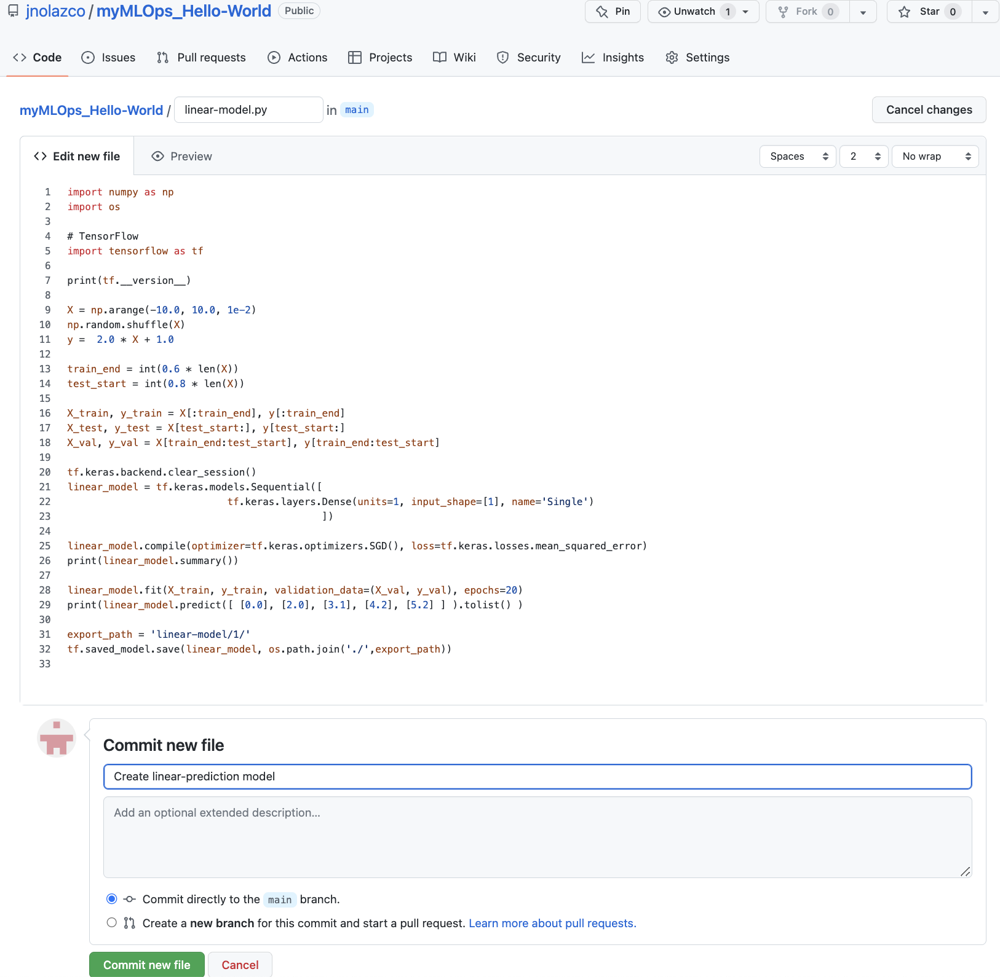 jnolazco / myMLOps_Hello-World Public Pin Unwatch 1 Fork 0 Star 0
<> Code Issues Pull requests Actions Projects Wiki Security Insights Settings
myMLOps_Hello-World / linear-model.py in main Cancel changes
<> Edit new file Preview Spaces 2 No wrap
1 import numpy as np
2 import os
3
4 # TensorFlow
5 import tensorflow as tf
6
7 print(tf.__version__)
8
9 X = np.arange(-10.0, 10.0, 1e-2)
10 np.random.shuffle(X)
11 y =  2.0 * X + 1.0
12
13 train_end = int(0.6 * len(X))
14 test_start = int(0.8 * len(X))
15
16 X_train, y_train = X[:train_end], y[:train_end]
17 X_test, y_test = X[test_start:], y[test_start:]
18 X_val, y_val = X[train_end:test_start], y[train_end:test_start]
19
20 tf.keras.backend.clear_session()
21 linear_model = tf.keras.models.Sequential([
22                            tf.keras.layers.Dense(units=1, input_shape=[1], name='Single')
23                                            ])
24
25 linear_model.compile(optimizer=tf.keras.optimizers.SGD(), loss=tf.keras.losses.mean_squared_error)
26 print(linear_model.summary())
27
28 linear_model.fit(X_train, y_train, validation_data=(X_val, y_val), epochs=20)
29 print(linear_model.predict([ [0.0], [2.0], [3.1], [4.2], [5.2] ] ).tolist() )
30
31 export_path = 'linear-model/1/'
32 tf.saved_model.save(linear_model, os.path.join('./',export_path))
33
Commit new file
Create linear-prediction model
Add an optional extended description...
Commit directly to the main branch.
Create a new branch for this commit and start a pull request. Learn more about pull requests.
Commit new file Cancel